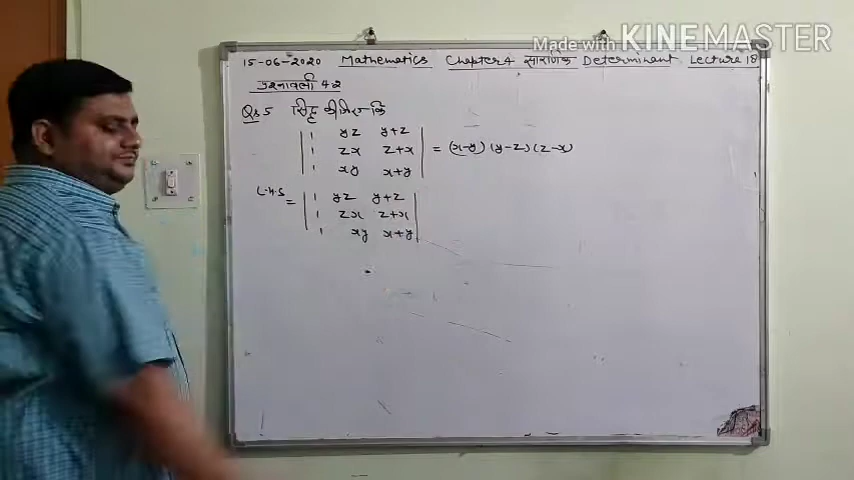 Made with KINEMASTER
15-06-2020 Mathematics Chapter 4 सारणिक Determinant Lecture 18
प्रश्नावली 4.2
Q.5 सिद्ध कीजिए कि
| 1 yz y+z |
| 1 zx z+x | = (x-y) (y-z) (z-x)
| 1 xy x+y |
L.H.S = | 1 yz y+z |
| 1 zx z+x |
| 1 xy x+y |